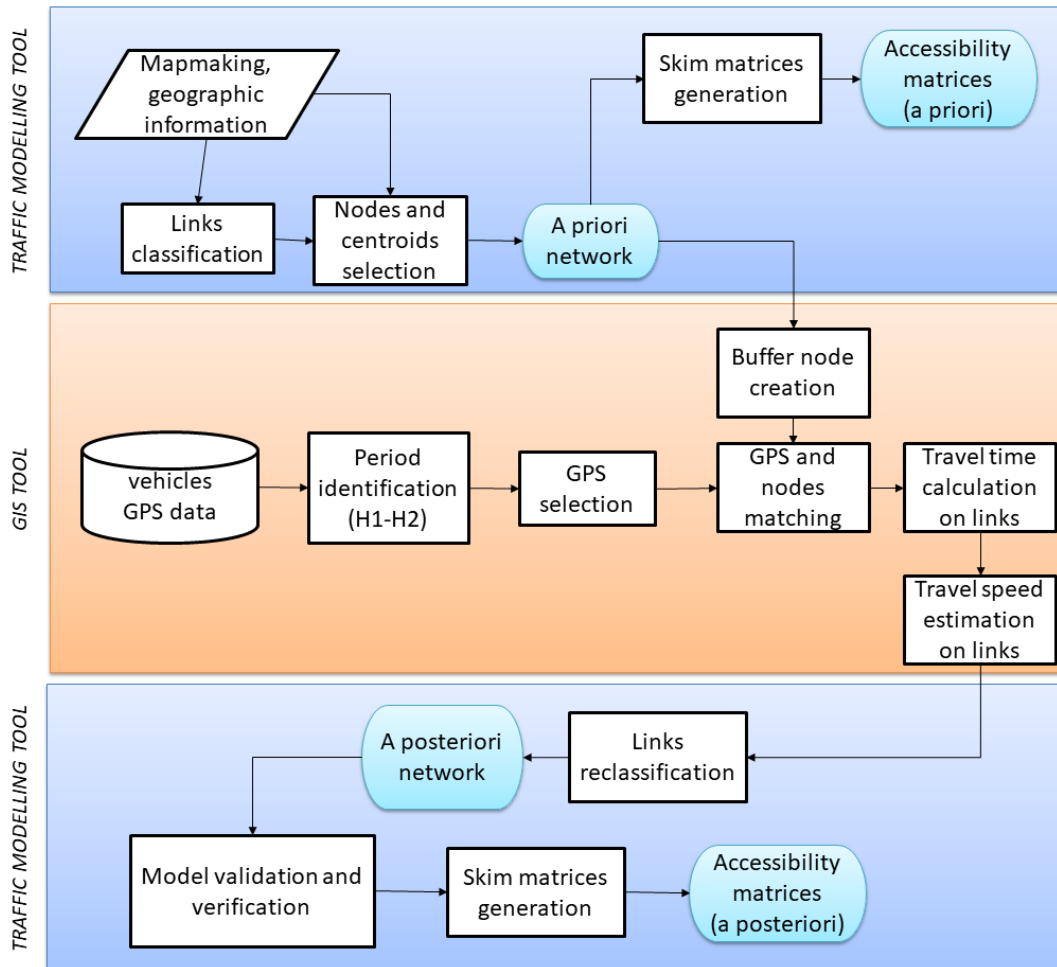 TRAFFIC MODELLING TOOL
Mapmaking,
geographic
information
Skim matrices
generation
Accessibility
matrices
(a priori)
Links
classification
Nodes and
centroids
selection
A priori
network
GIS TOOL
Buffer node
creation
vehicles
GPS data
Period
identification
(H1-H2)
GPS
selection
GPS and
nodes
matching
Travel time
calculation
on links
Travel speed
estimation
on links
TRAFFIC MODELLING TOOL
A posteriori
network
Links
reclassification
Model validation and
verification
Skim matrices
generation
Accessibility
matrices
(a posteriori)